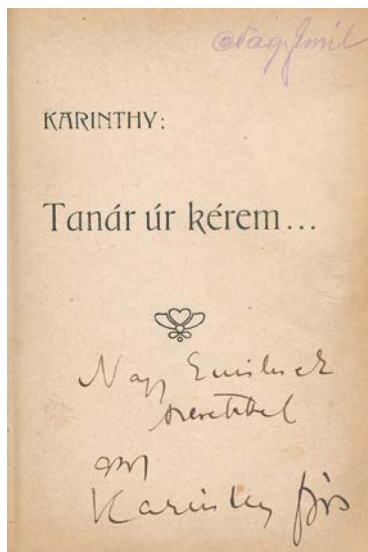 Nagy Emil
KARINTHY:
Tanár úr kérem...
Nagy Emilnek
szeretettel
Karinthy Frigyes